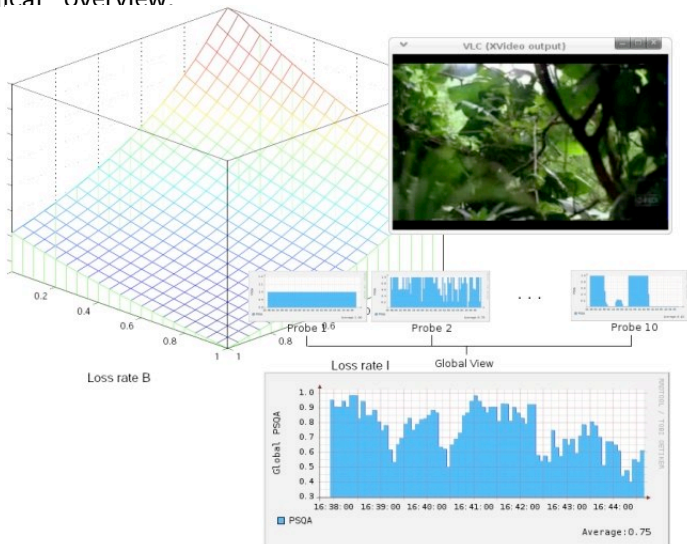 overview.
VLC (XVideo output)
0.2
0.4
0.6
0.8
1
1
0.8
0.6
Loss rate B
Loss rate I
Probe 1
Probe 2
. . .
Probe 10
Global View
Global PSQA
1.0
0.9
0.8
0.7
0.6
0.5
0.4
0.3
16:38:00 16:39:00 16:40:00 16:41:00 16:42:00 16:43:00 16:44:00
PSQA
Average:0.75
RRDTOOL / TOBI OETIKER